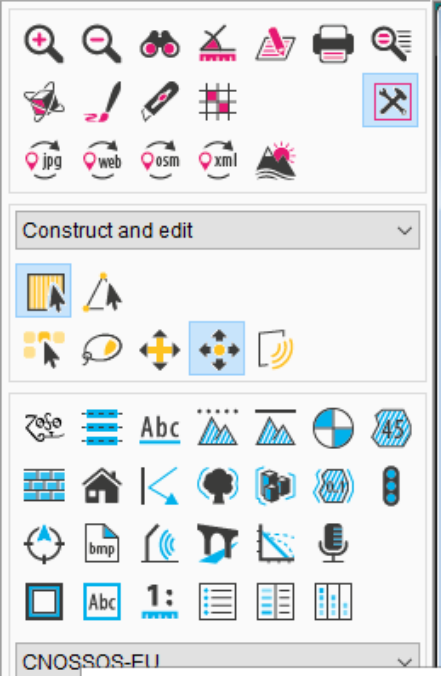 jpg web osm xml
Construct and edit
Abc 45
bmp
Abc 1:
CNOSSOS-EU